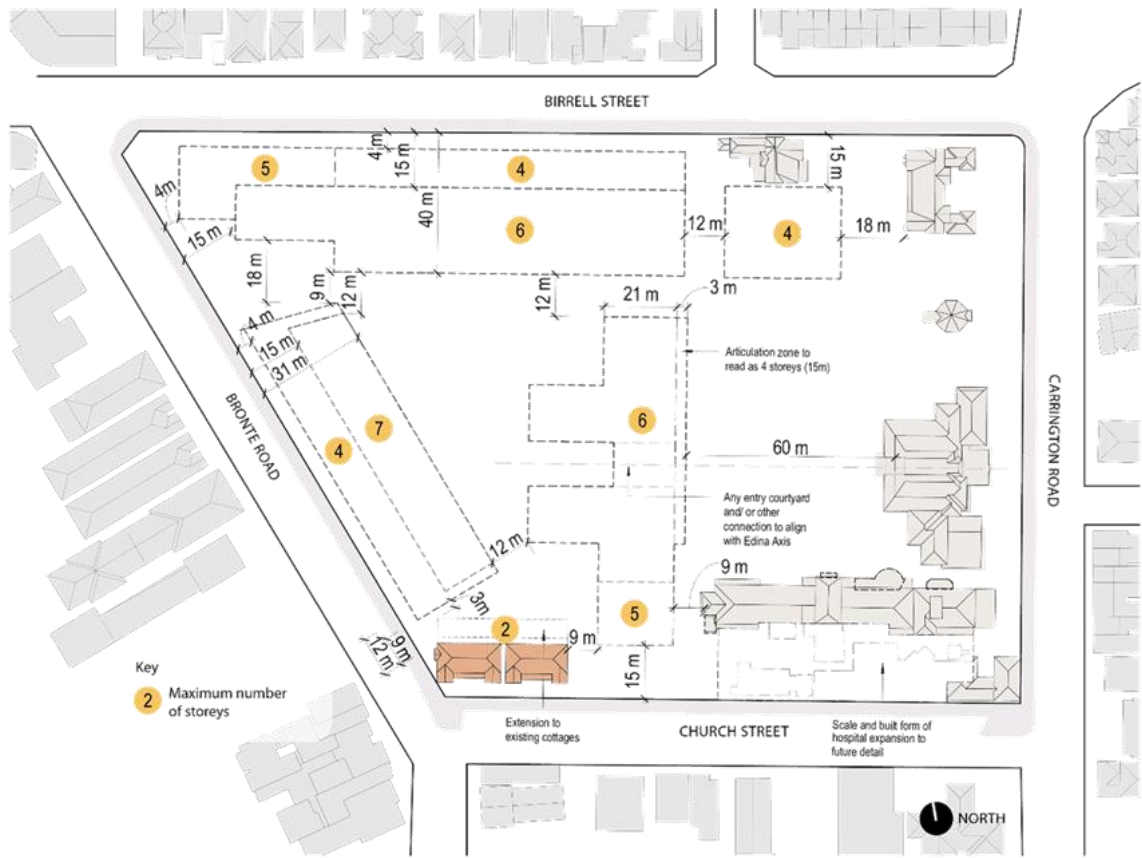 BIRRELL STREET
5
4
4 m
15 m
40 m
15 m
4m
15 m
6
12 m
4
18 m
18 m
9 m
12 m
12 m
21 m
3 m
4 m
15 m
31 m
Articulation zone to
read as 4 storeys (15m)
BRONTE ROAD
CARRINGTON ROAD
7
4
6
60 m
Any entry courtyard
and/ or other
connection to align
with Edina Axis
12 m
9 m
3m
5
2
9 m
9 m
12 m
15 m
Key
2 Maximum number
of storeys
Extension to
existing cottages
CHURCH STREET
Scale and built form of
hospital expansion to
future detail
NORTH